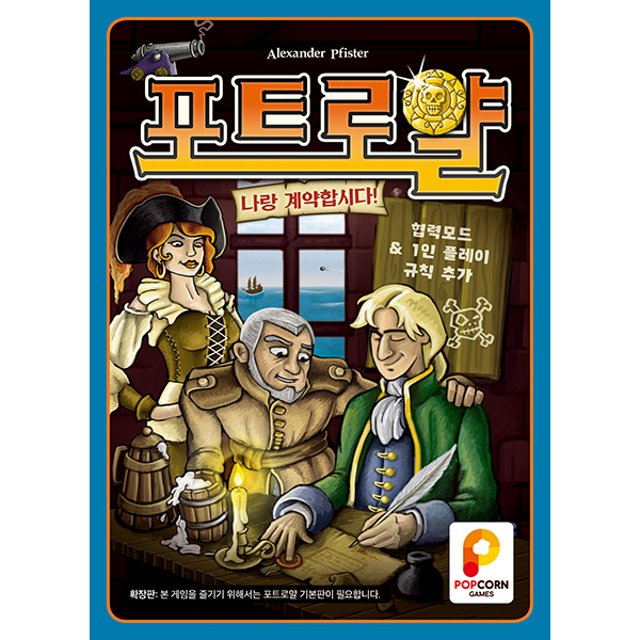 Alexander Pfister
포트로얄
나랑 계약합시다!
협력모드
& 1인 플레이
규칙 추가
확장판: 본 게임을 즐기기 위해서는 포트로얄 기본판이 필요합니다.
POPCORN
GAMES